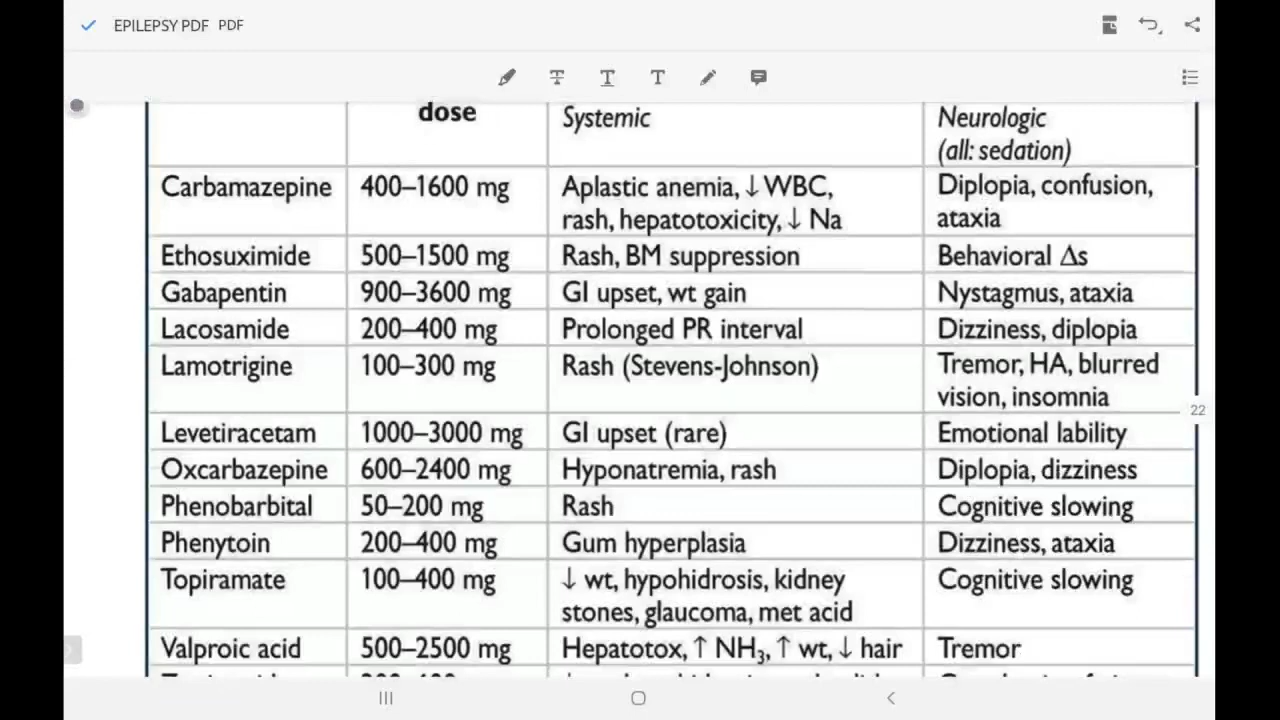 EPILEPSY PDF PDF
dose Systemic Neurologic
(all: sedation)
Carbamazepine 400–1600 mg Aplastic anemia, ↓ WBC, Diplopia, confusion,
rash, hepatotoxicity, ↓ Na ataxia
Ethosuximide 500–1500 mg Rash, BM suppression Behavioral Δs
Gabapentin 900–3600 mg GI upset, wt gain Nystagmus, ataxia
Lacosamide 200–400 mg Prolonged PR interval Dizziness, diplopia
Lamotrigine 100–300 mg Rash (Stevens-Johnson) Tremor, HA, blurred
vision, insomnia
22
Levetiracetam 1000–3000 mg GI upset (rare) Emotional lability
Oxcarbazepine 600–2400 mg Hyponatremia, rash Diplopia, dizziness
Phenobarbital 50–200 mg Rash Cognitive slowing
Phenytoin 200–400 mg Gum hyperplasia Dizziness, ataxia
Topiramate 100–400 mg ↓ wt, hypohidrosis, kidney Cognitive slowing
stones, glaucoma, met acid
Valproic acid 500–2500 mg Hepatotox, ↑ NH₃, ↑ wt, ↓ hair Tremor